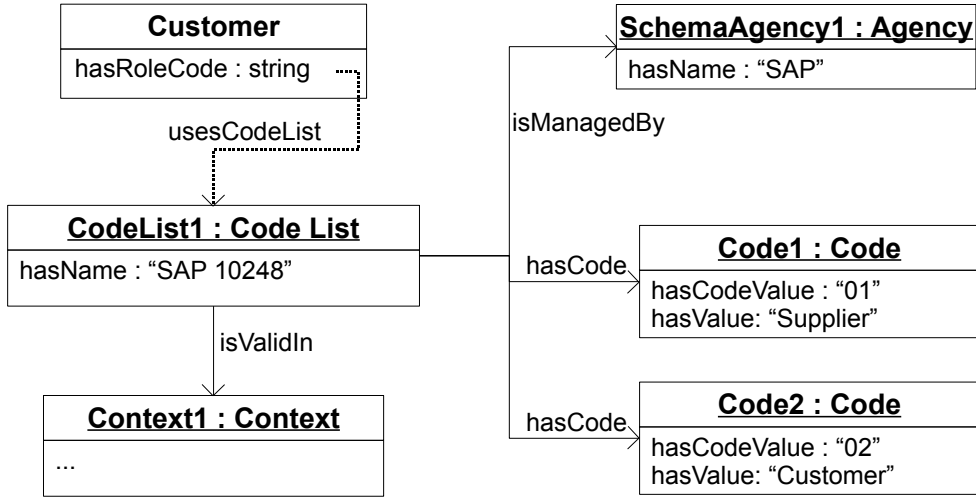 Customer
hasRoleCode : string
usesCodeList
CodeList1 : Code List
hasName : “SAP 10248”
isValidIn
Context1 : Context
...
SchemaAgency1 : Agency
hasName : “SAP”
isManagedBy
hasCode
Code1 : Code
hasCodeValue : “01”
hasValue: “Supplier”
hasCode
Code2 : Code
hasCodeValue : “02”
hasValue: “Customer”